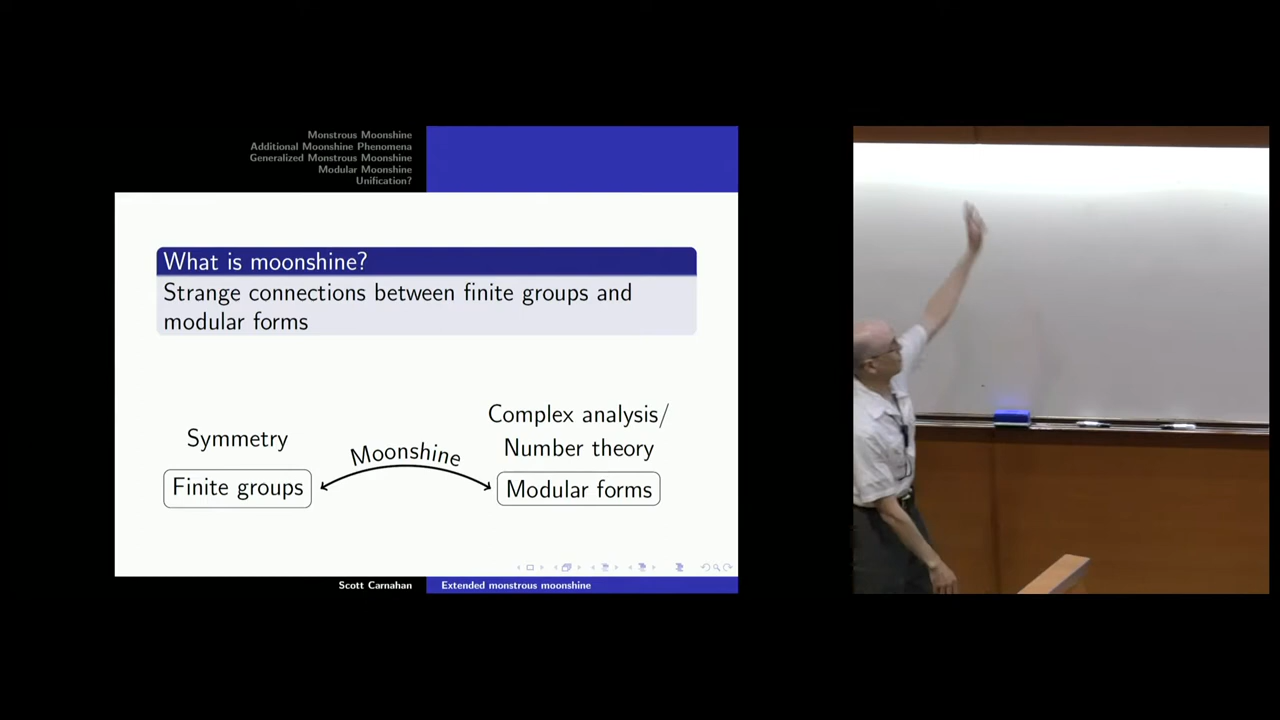 Monstrous Moonshine
Additional Moonshine Phenomena
Generalized Monstrous Moonshine
Modular Moonshine
Unification?
What is moonshine?
Strange connections between finite groups and
modular forms
Symmetry
Complex analysis/
Number theory
Moonshine
Finite groups
Modular forms
Scott Carnahan
Extended monstrous moonshine